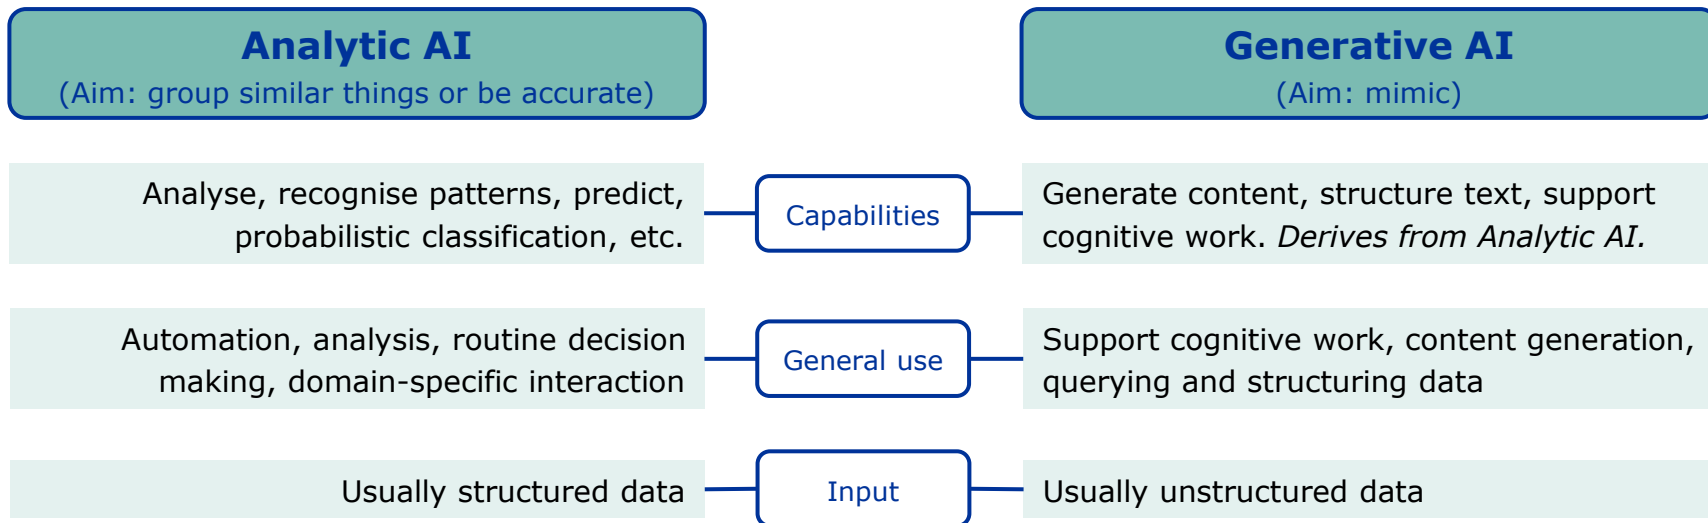 Analytic AI
(Aim: group similar things or be accurate)
Generative AI
(Aim: mimic)
Analyse, recognise patterns, predict,
probabilistic classification, etc.
Capabilities
Generate content, structure text, support
cognitive work. Derives from Analytic AI.
Automation, analysis, routine decision
making, domain-specific interaction
General use
Support cognitive work, content generation,
querying and structuring data
Usually structured data
Input
Usually unstructured data